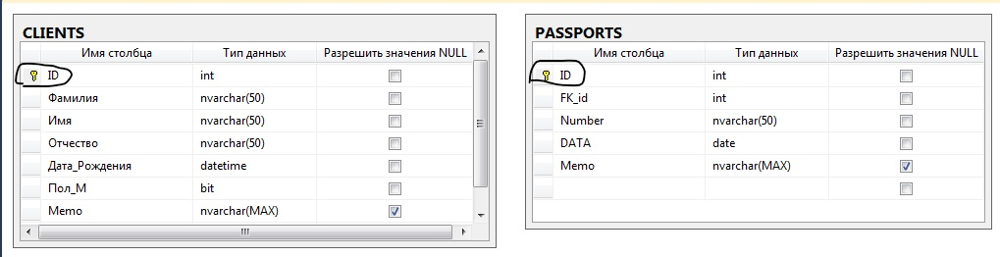 CLIENTS
Имя столбца Тип данных Разрешить значения NULL
ID int
Фамилия nvarchar(50)
Имя nvarchar(50)
Отчество nvarchar(50)
Дата_Рождения datetime
Пол_М bit
Memo nvarchar(MAX)
PASSPORTS
Имя столбца Тип данных Разрешить значения NULL
ID int
FK_id int
Number nvarchar(50)
DATA date
Memo nvarchar(MAX)